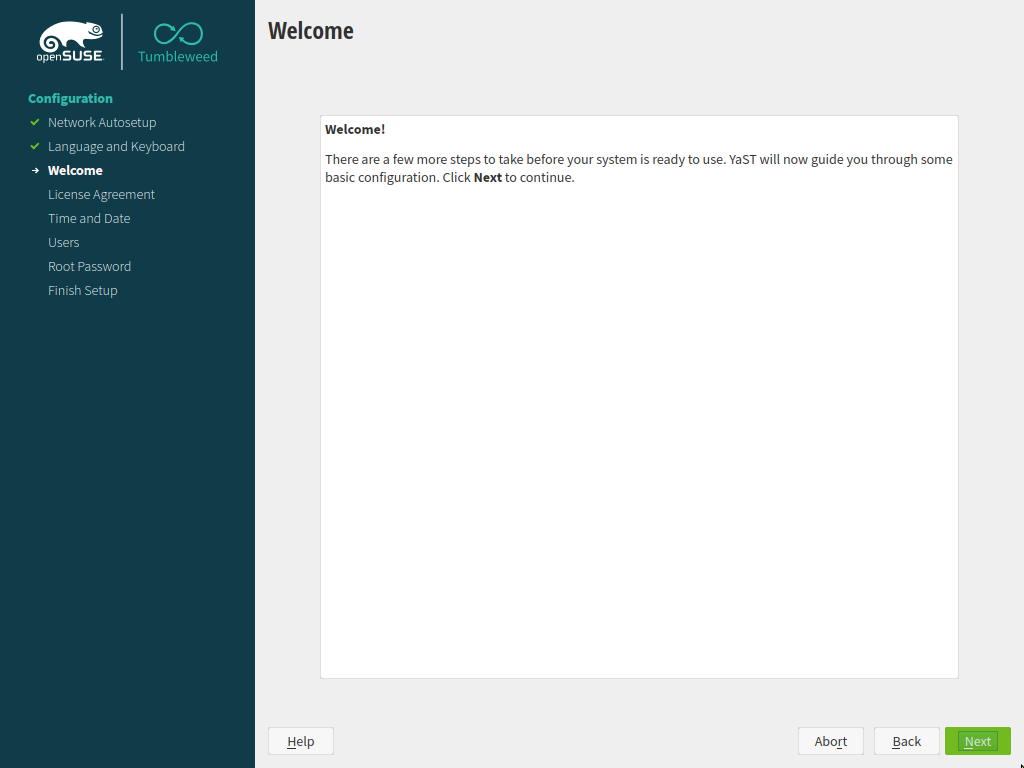 openSUSE
Tumbleweed
Configuration
Network Autosetup
Language and Keyboard
Welcome
License Agreement
Time and Date
Users
Root Password
Finish Setup
Welcome
Welcome!
There are a few more steps to take before your system is ready to use. YaST will now guide you through some
basic configuration. Click Next to continue.
Help
Abort
Back
Next